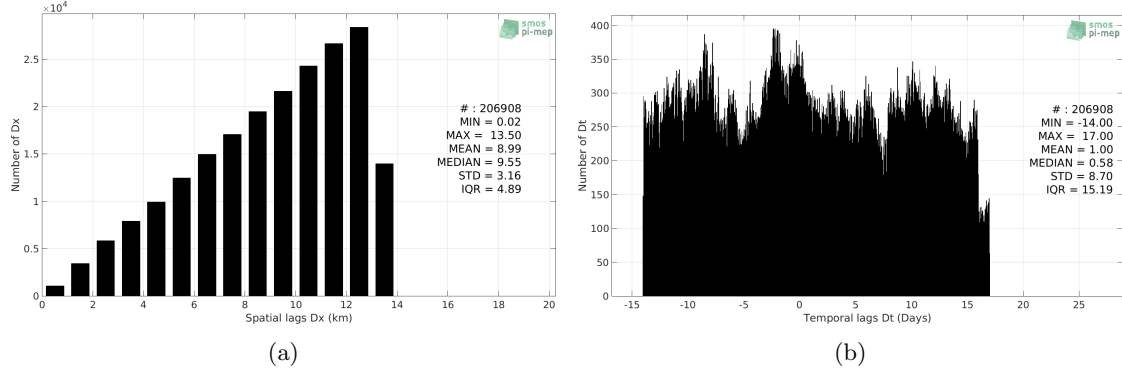 ×10⁴
smos
pi-mep
2.5
2
1.5
1
0.5
0
Number of Dx
# : 206908
MIN = 0.02
MAX = 13.50
MEAN = 8.99
MEDIAN = 9.55
STD = 3.16
IQR = 4.89
0 2 4 6 8 10 12 14 16 18 20
Spatial lags Dx (km)
(a)
smos
pi-mep
400
350
300
250
200
150
100
50
0
Number of Dt
# : 206908
MIN = -14.00
MAX = 17.00
MEAN = 1.00
MEDIAN = 0.58
STD = 8.70
IQR = 15.19
-15 -10 -5 0 5 10 15 20 25
Temporal lags Dt (Days)
(b)